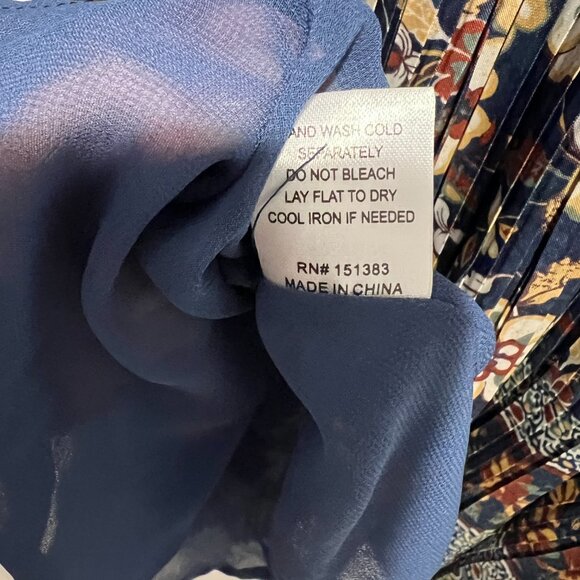 AND WASH COLD
SEPARATELY
DO NOT BLEACH
LAY FLAT TO DRY
COOL IRON IF NEEDED
RN# 151383
MADE IN CHINA